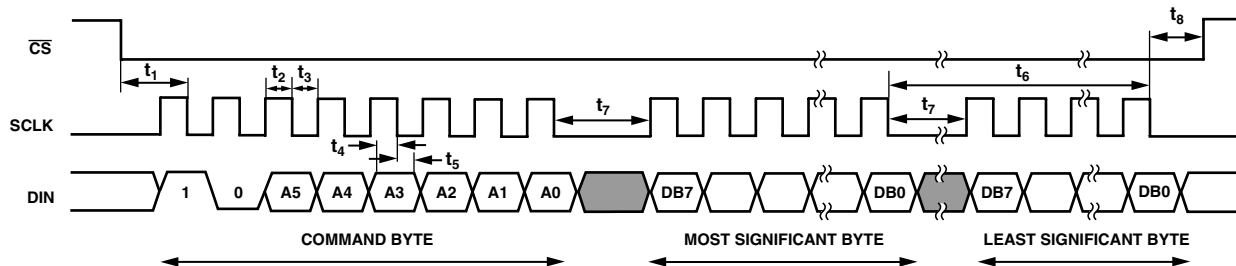 t8
CS
t1
t2 t3
t6
t7
t7
SCLK
t4
t5
DIN
1 0 A5 A4 A3 A2 A1 A0 DB7 DB0 DB7 DB0
COMMAND BYTE MOST SIGNIFICANT BYTE LEAST SIGNIFICANT BYTE